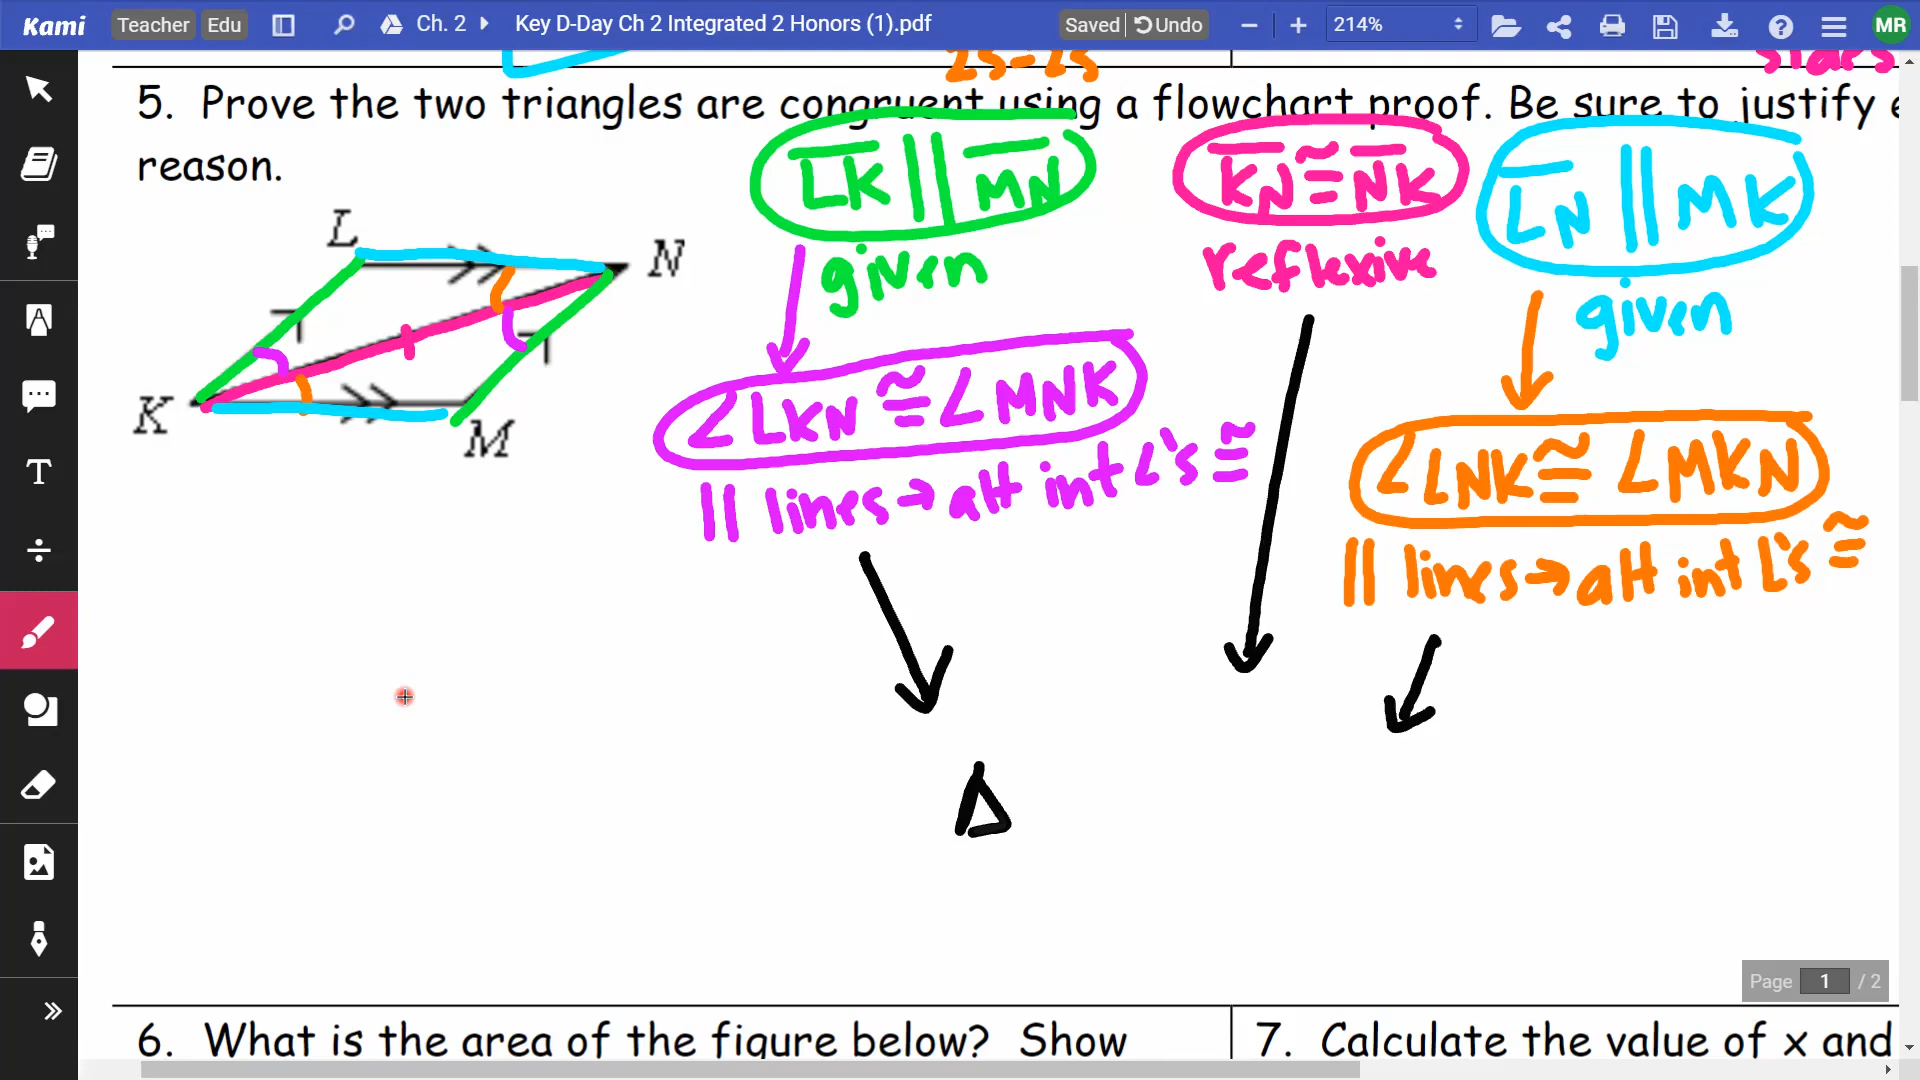 Kami Teacher Edu Ch. 2 Key D-Day Ch 2 Integrated 2 Honors (1).pdf Saved Undo 214% MR
2s=2s
5. Prove the two triangles are congruent using a flowchart proof. Be sure to justify e
reason.
LK || MN
given
KN ≅ NK
reflexive
LN || MK
given
L
N
K
M
∠LKN ≅ ∠MNK
|| lines → alt int ∠'s ≅
∠LNK ≅ ∠MKN
|| lines → alt int ∠'s ≅
Δ
Page 1 / 2
6. What is the area of the figure below? Show
7. Calculate the value of x and